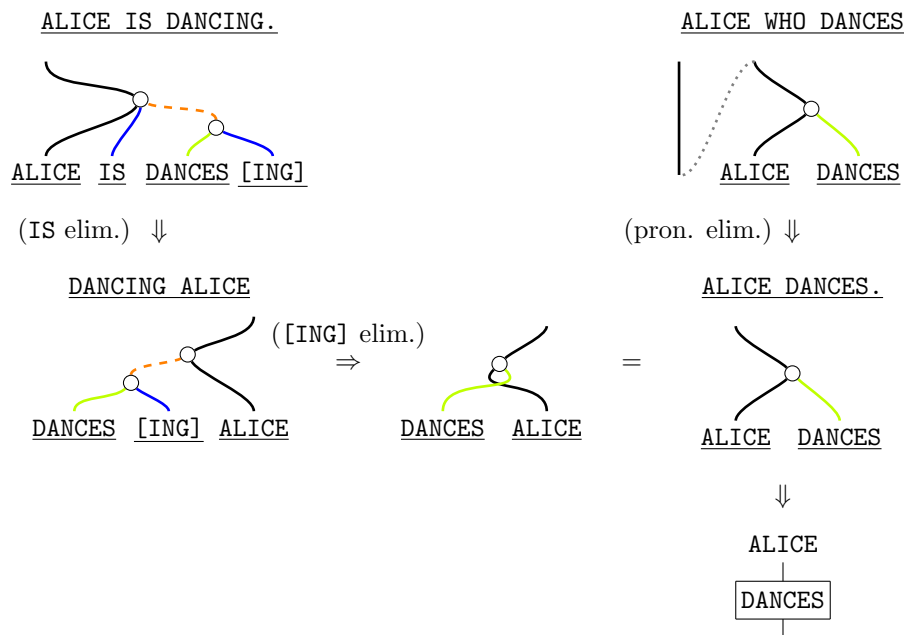 ALICE IS DANCING.
ALICE WHO DANCES
ALICE IS DANCES [ING]
ALICE DANCES
(IS elim.) ⇓
(pron. elim.) ⇓
DANCING ALICE
ALICE DANCES.
([ING] elim.)
⇒
=
DANCES [ING] ALICE
DANCES ALICE
ALICE DANCES
⇓
ALICE
DANCES